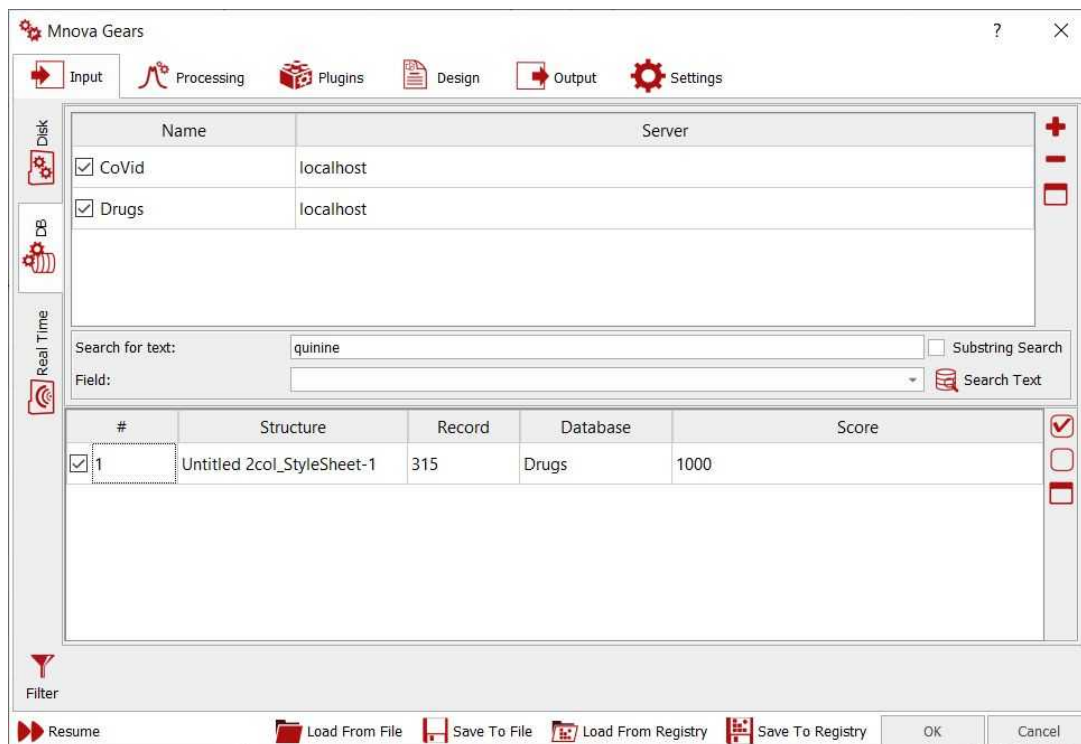 Mnova Gears ?
Input Processing Plugins Design Output Settings
Disk
DB
Real Time
Name Server
CoVid localhost
Drugs localhost
Search for text: quinine Substring Search
Field: Search Text
# Structure Record Database Score
1 Untitled 2col_StyleSheet-1 315 Drugs 1000
Filter
Resume Load From File Save To File Load From Registry Save To Registry OK Cancel